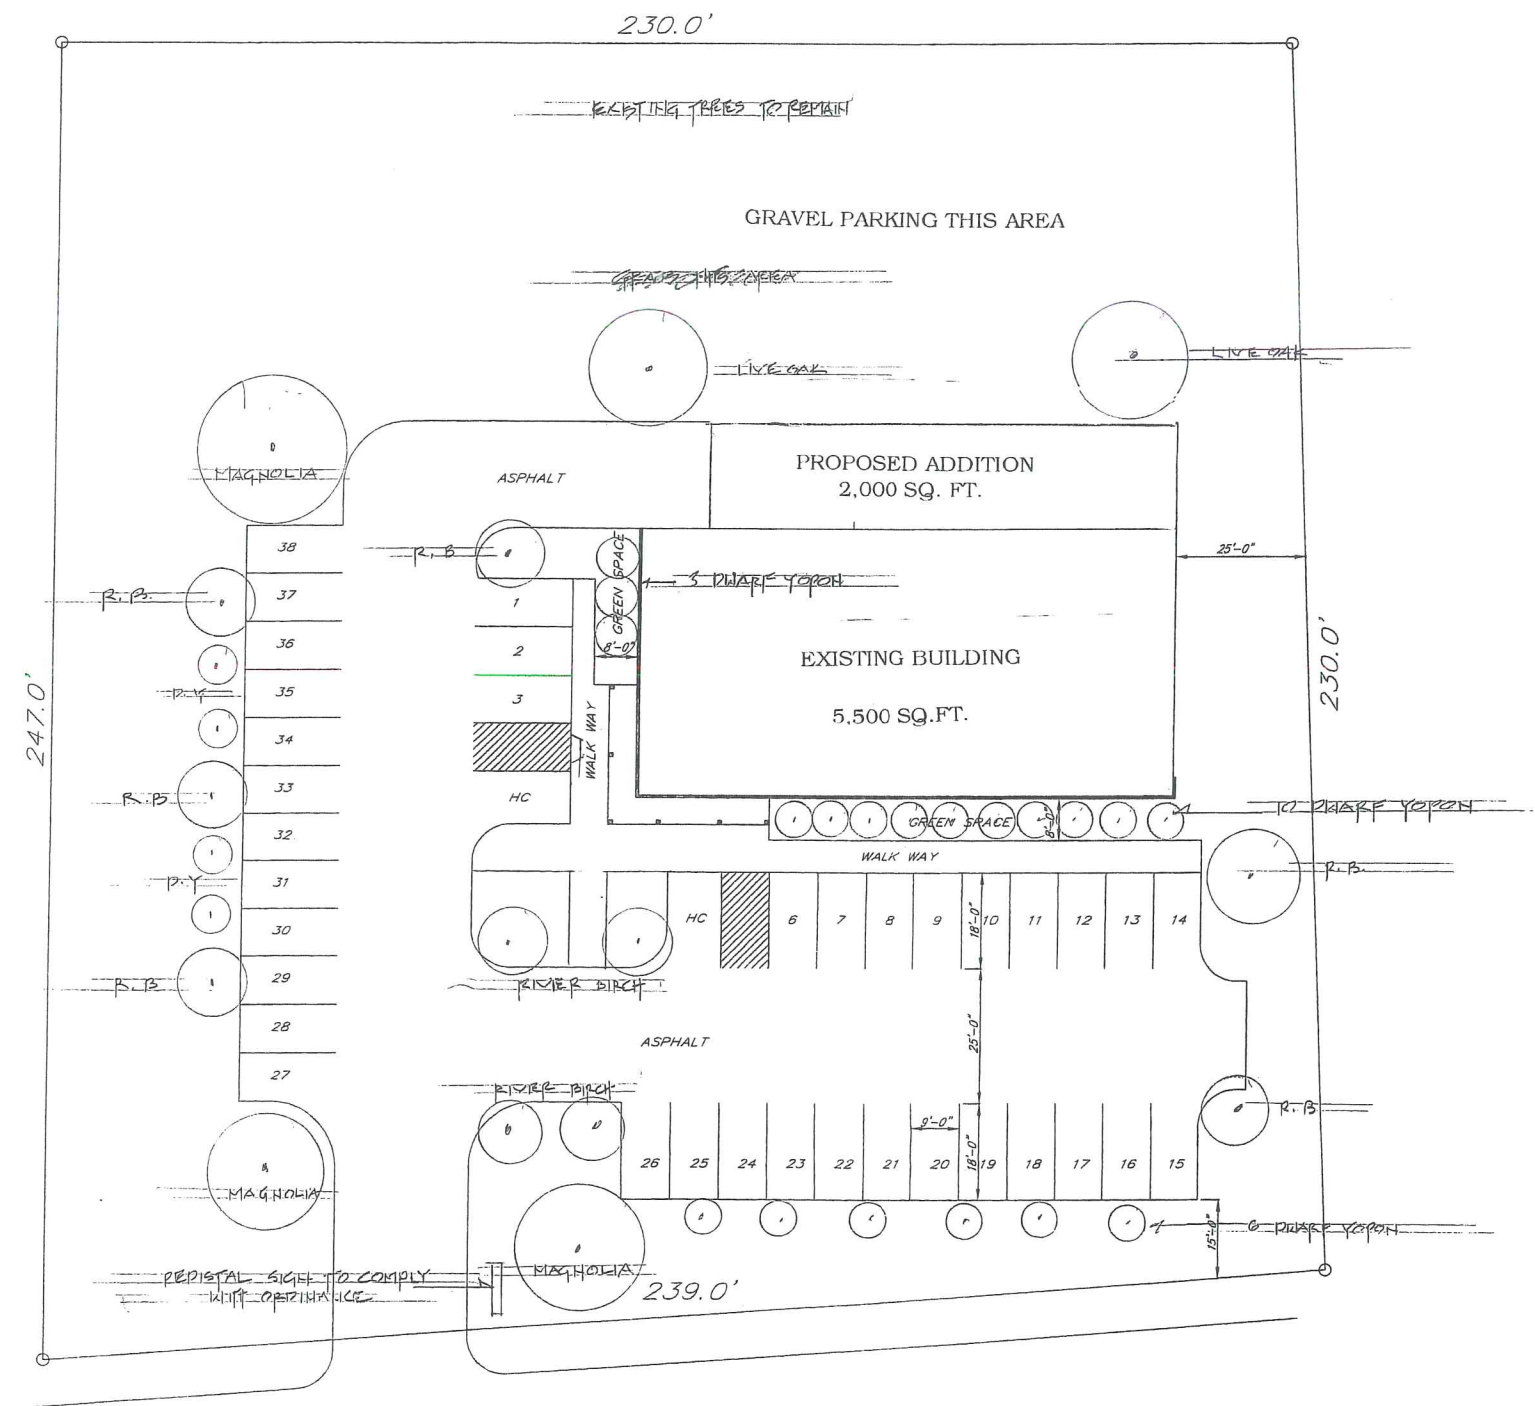 230.0'
EXISTING TREES TO REMAIN
GRAVEL PARKING THIS AREA
LIVE OAK
LIVE OAK
MAGNOLIA
ASPHALT
PROPOSED ADDITION
2,000 SQ. FT.
38
R. B
GREEN SPACE
25'-0"
3 DWARF YOPON
37
R. B.
1
36
2
8'-0"
EXISTING BUILDING
230.0'
35
D.Y
3
247.0'
5,500 SQ.FT.
34
WALK WAY
33
R.B
HC
10 DWARF YOPON
32
GREEN SPACE
8'-0"
WALK WAY
R.B.
31
D.Y
30
HC
6
7
8
9
10
11
12
13
14
18'-0"
29
R.B
RIVER BIRCH
28
25'-0"
ASPHALT
27
RIVER BIRCH
R.B
9'-0"
18'-0"
26
25
24
23
22
21
20
19
18
17
16
15
MAGNOLIA
6 DWARF YOPON
15'-0"
PEDISTAL SIGN TO COMPLY
WITT ORDINANCE
MAGNOLIA
239.0'